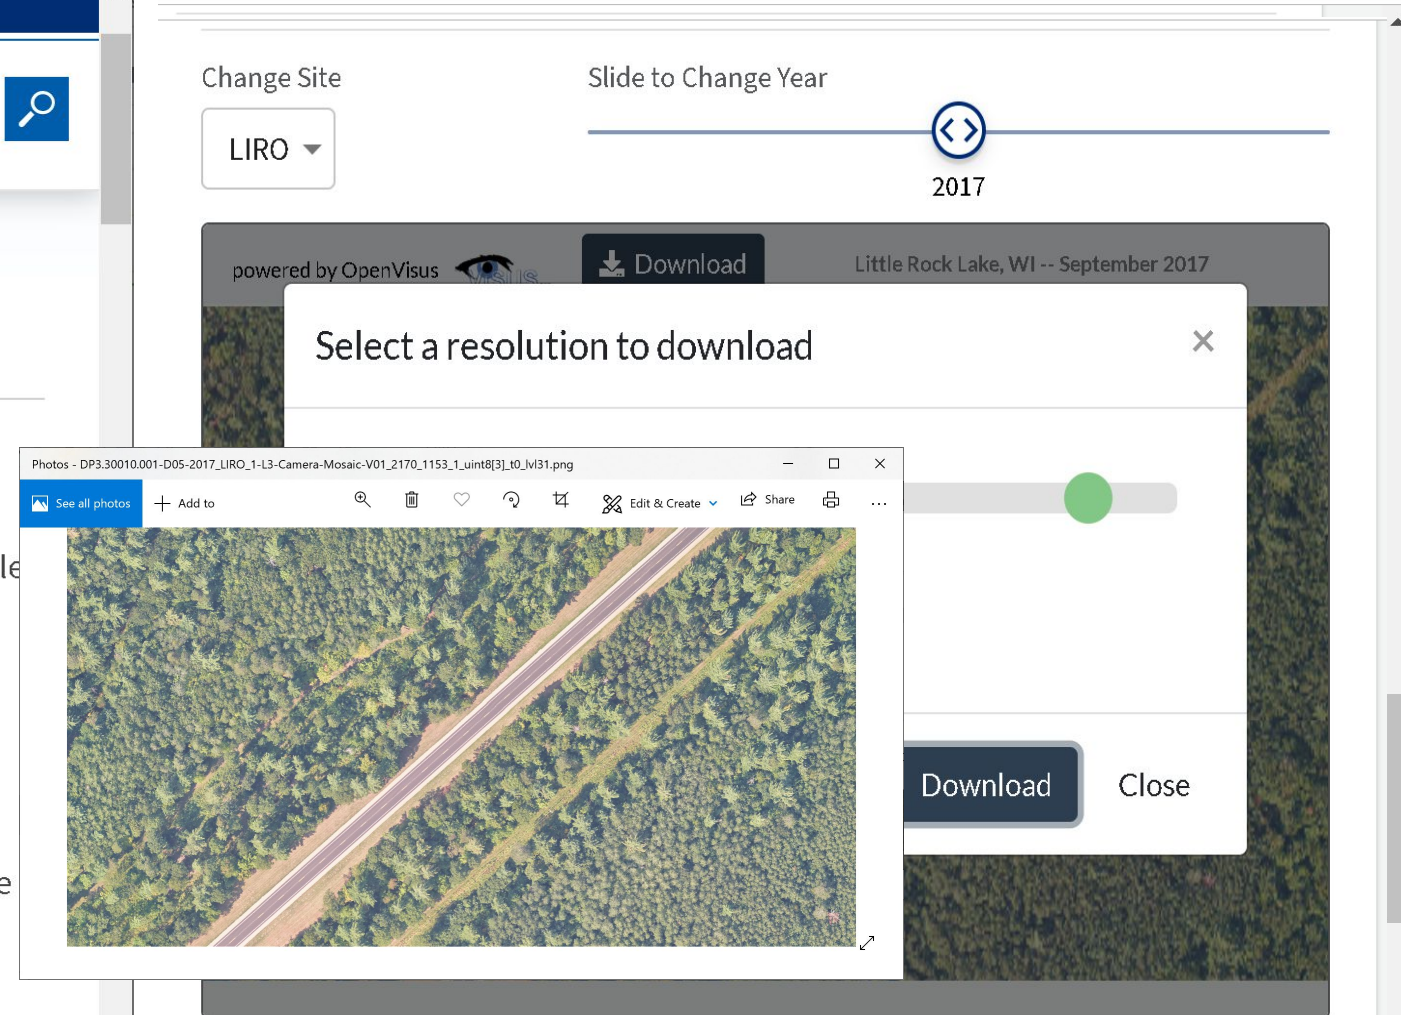 Change Site
Slide to Change Year
LIRO
2017
powered by OpenVisus
VISUS
Download
Little Rock Lake, WI -- September 2017
Select a resolution to download
Photos - DP3.30010.001-D05-2017_LIRO_1-L3-Camera-Mosaic-V01_2170_1153_1_uint8[3]_t0_lvl31.png
See all photos
Add to
Edit & Create
Share
le
Download
Close
e